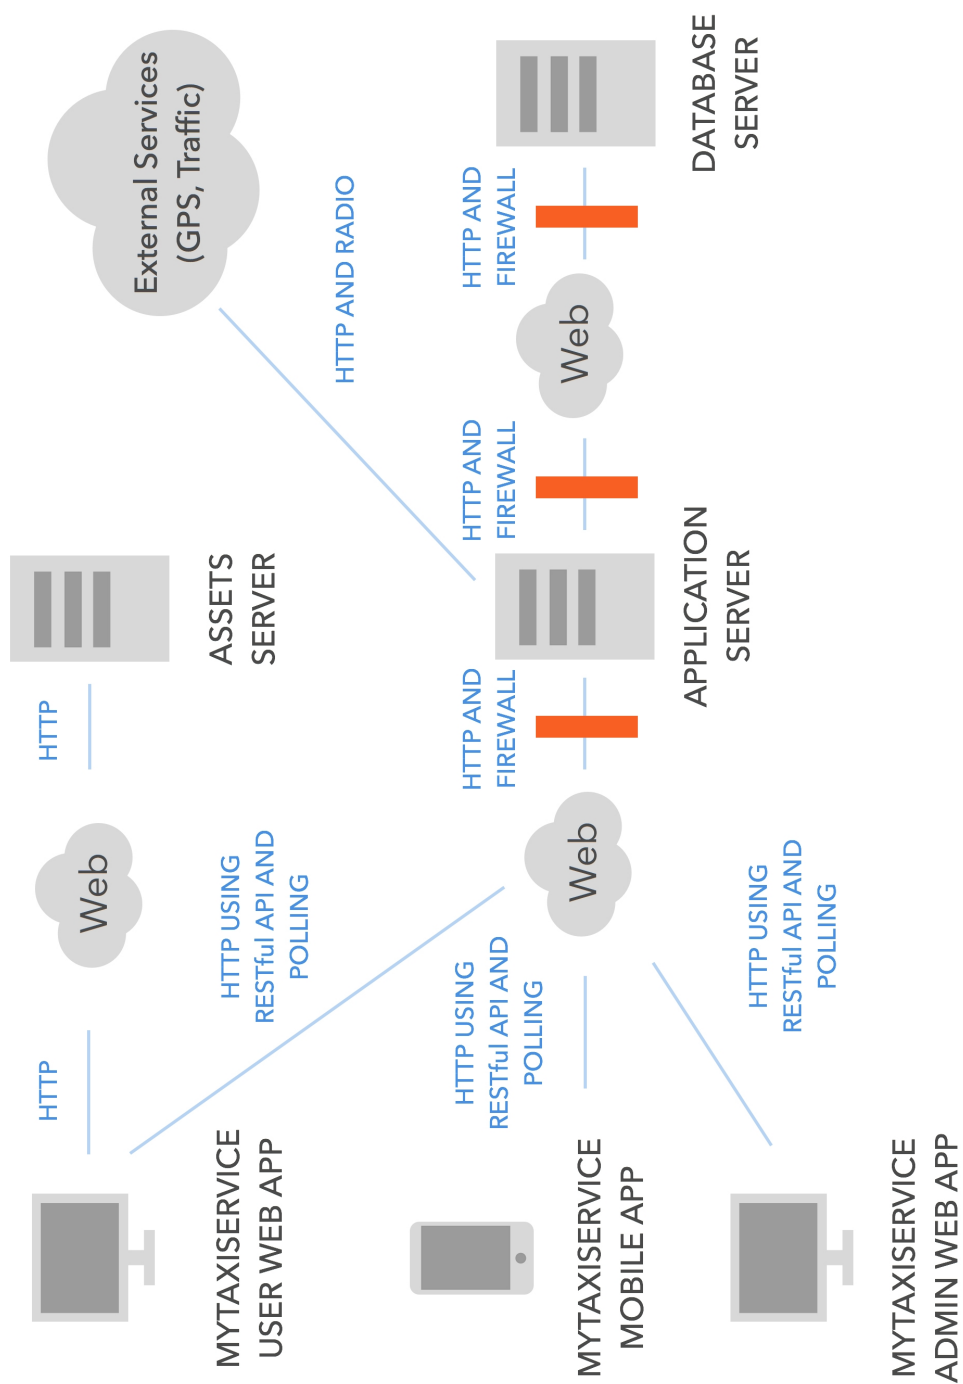 HTTP
HTTP
MYTAXISERVICE
USER WEB APP
Web
ASSETS
SERVER
HTTP USING
RESTful API AND
POLLING
External Services
(GPS, Traffic)
HTTP AND RADIO
MYTAXISERVICE
MOBILE APP
HTTP USING
RESTful API AND
POLLING
Web
HTTP AND
FIREWALL
APPLICATION
SERVER
HTTP AND
FIREWALL
Web
HTTP AND
FIREWALL
DATABASE
SERVER
HTTP USING
RESTful API AND
POLLING
MYTAXISERVICE
ADMIN WEB APP